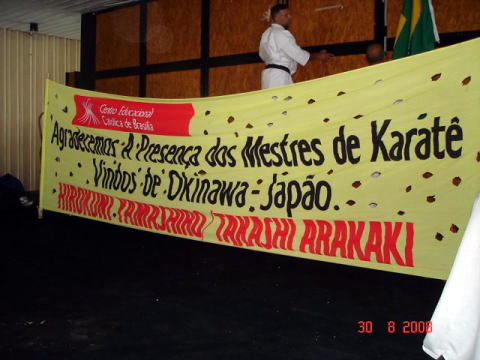 Centro Educacional
Católica de Brasília
Agradecemos A Presença dos Mestres de Karatê
Vindos de Okinawa - Japão.
HIROKUNI YAMASHIRO / TAKASHI ARAKAKI
30 8 2008